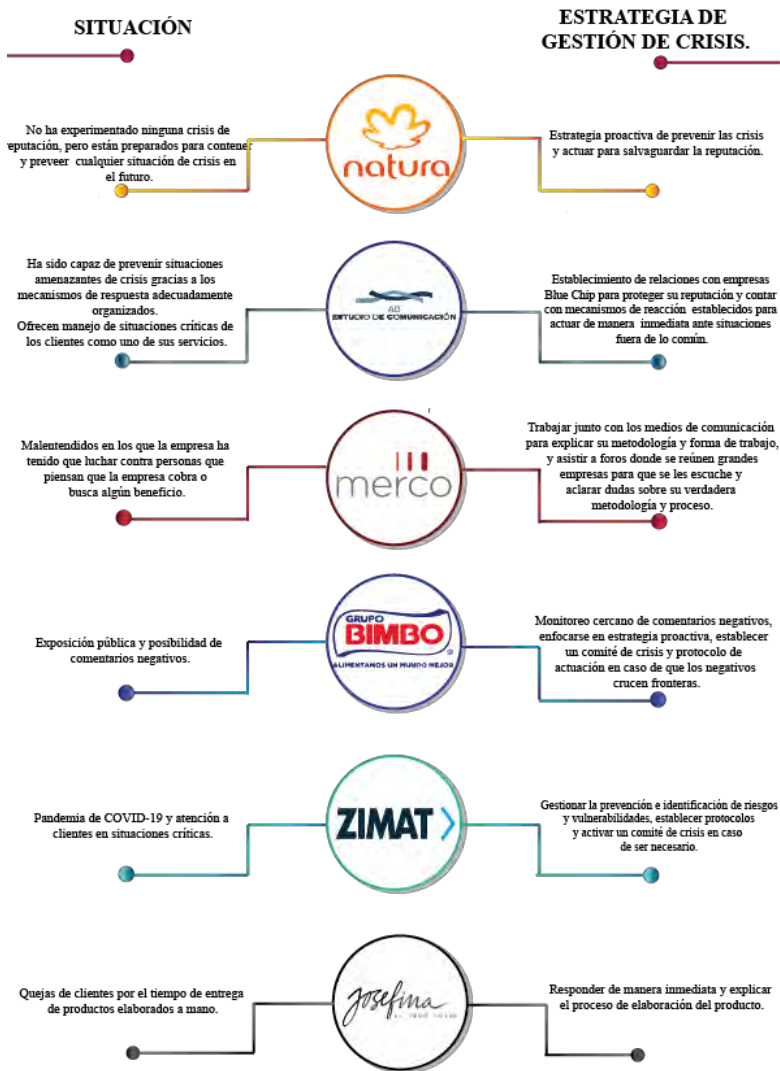 SITUACIÓN
ESTRATEGIA DE
GESTIÓN DE CRISIS.
No ha experimentado ninguna crisis de
eputación, pero están preparados para contener
y preveer cualquier situación de crisis en
el futuro.
natura
Estrategia proactiva de prevenir las crisis
y actuar para salvaguardar la reputación.
Ha sido capaz de prevenir situaciones
amenazantes de crisis gracias a los
mecanismos de respuesta adecuadamente
organizados.
Ofrecen manejo de situaciones críticas de
los clientes como uno de sus servicios.
AD
ESTUDIO DE COMUNICACIÓN
Establecimiento de relaciones con empresas
Blue Chip para proteger su reputación y contar
con mecanismos de reacción establecidos para
actuar de manera inmediata ante situaciones
fuera de lo común.
Malentendidos en los que la empresa ha
tenido que luchar contra personas que
piensan que la empresa cobra o
busca algún beneficio.
merco
Trabajar junto con los medios de comunicación
para explicar su metodología y forma de trabajo,
y asistir a foros donde se reúnen grandes
empresas para que se les escuche y
aclarar dudas sobre su verdadera
metodología y proceso.
Exposición pública y posibilidad de
comentarios negativos.
GRUPO
BIMBO
ALIMENTAMOS UN MUNDO MEJOR
Monitoreo cercano de comentarios negativos,
enfocarse en estrategia proactiva, establecer
un comité de crisis y protocolo de
actuación en caso de que los negativos
crucen fronteras.
Pandemia de COVID-19 y atención a
clientes en situaciones críticas.
ZIMAT
Gestionar la prevención e identificación de riesgos
y vulnerabilidades, establecer protocolos
y activar un comité de crisis en caso
de ser necesario.
Quejas de clientes por el tiempo de entrega
de productos elaborados a mano.
Josefina
Responder de manera inmediata y explicar
el proceso de elaboración del producto.